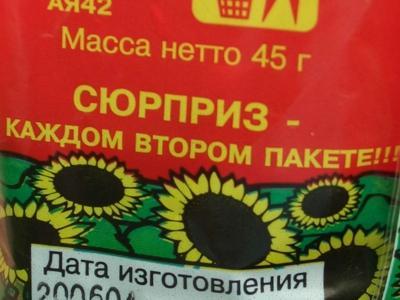 АЯ42
Масса нетто 45 г
СЮРПРИЗ -
КАЖДОМ ВТОРОМ ПАКЕТЕ!!!
Дата изготовления